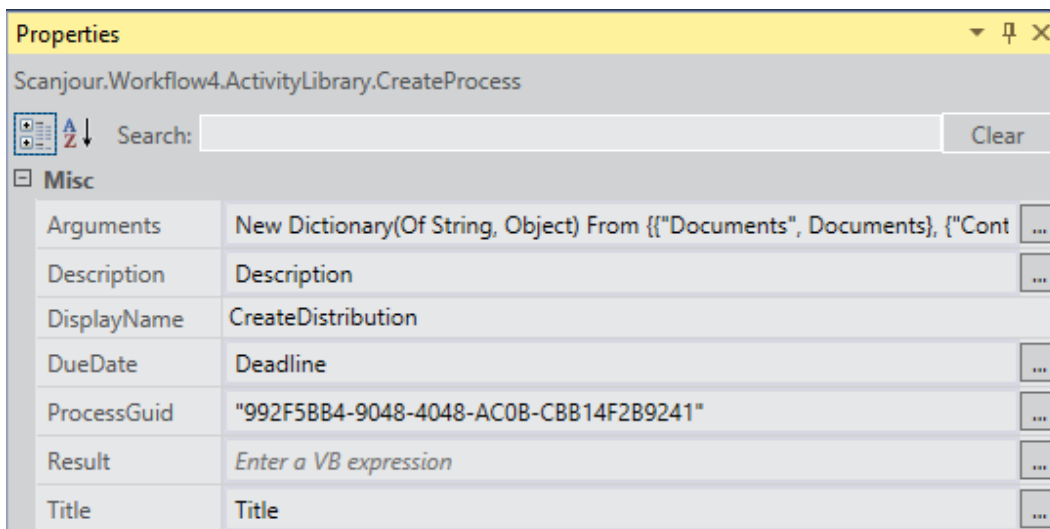 Properties
Scanjour.Workflow4.ActivityLibrary.CreateProcess
Search: Clear
Misc
Arguments New Dictionary(Of String, Object) From {{"Documents", Documents}, {"Cont ...
Description Description ...
DisplayName CreateDistribution
DueDate Deadline ...
ProcessGuid "992F5BB4-9048-4048-AC0B-CBB14F2B9241" ...
Result Enter a VB expression ...
Title Title ...